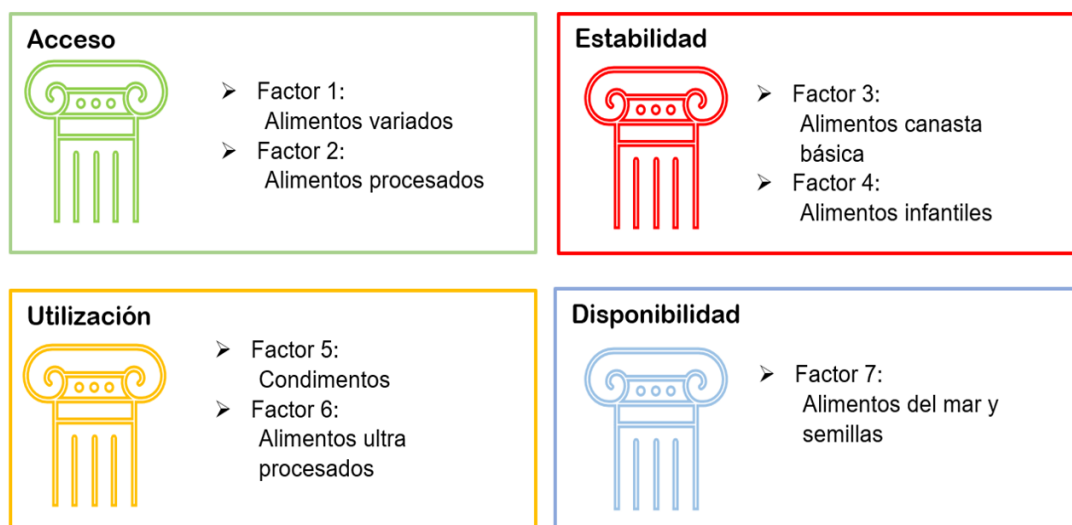 Acceso
➢ Factor 1:
Alimentos variados
➢ Factor 2:
Alimentos procesados
Estabilidad
➢ Factor 3:
Alimentos canasta
básica
➢ Factor 4:
Alimentos infantiles
Utilización
➢ Factor 5:
Condimentos
➢ Factor 6:
Alimentos ultra
procesados
Disponibilidad
➢ Factor 7:
Alimentos del mar y
semillas